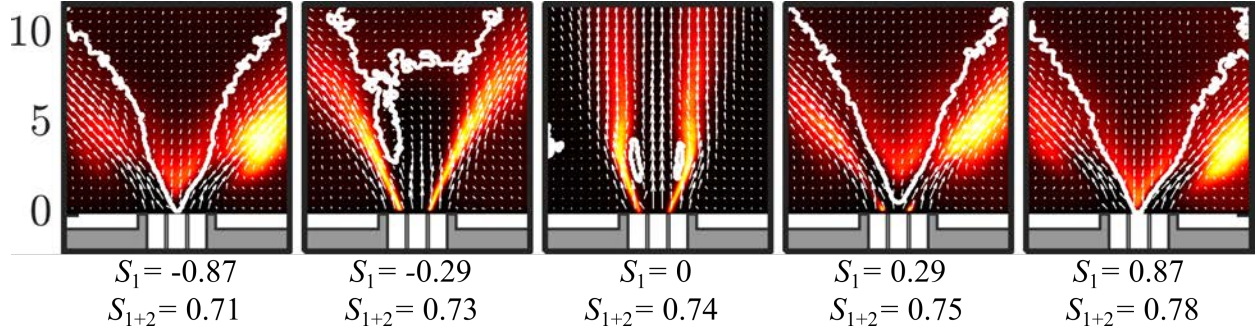 10
5
0
S₁ = -0.87
S₁₊₂ = 0.71
S₁ = -0.29
S₁₊₂ = 0.73
S₁ = 0
S₁₊₂ = 0.74
S₁ = 0.29
S₁₊₂ = 0.75
S₁ = 0.87
S₁₊₂ = 0.78